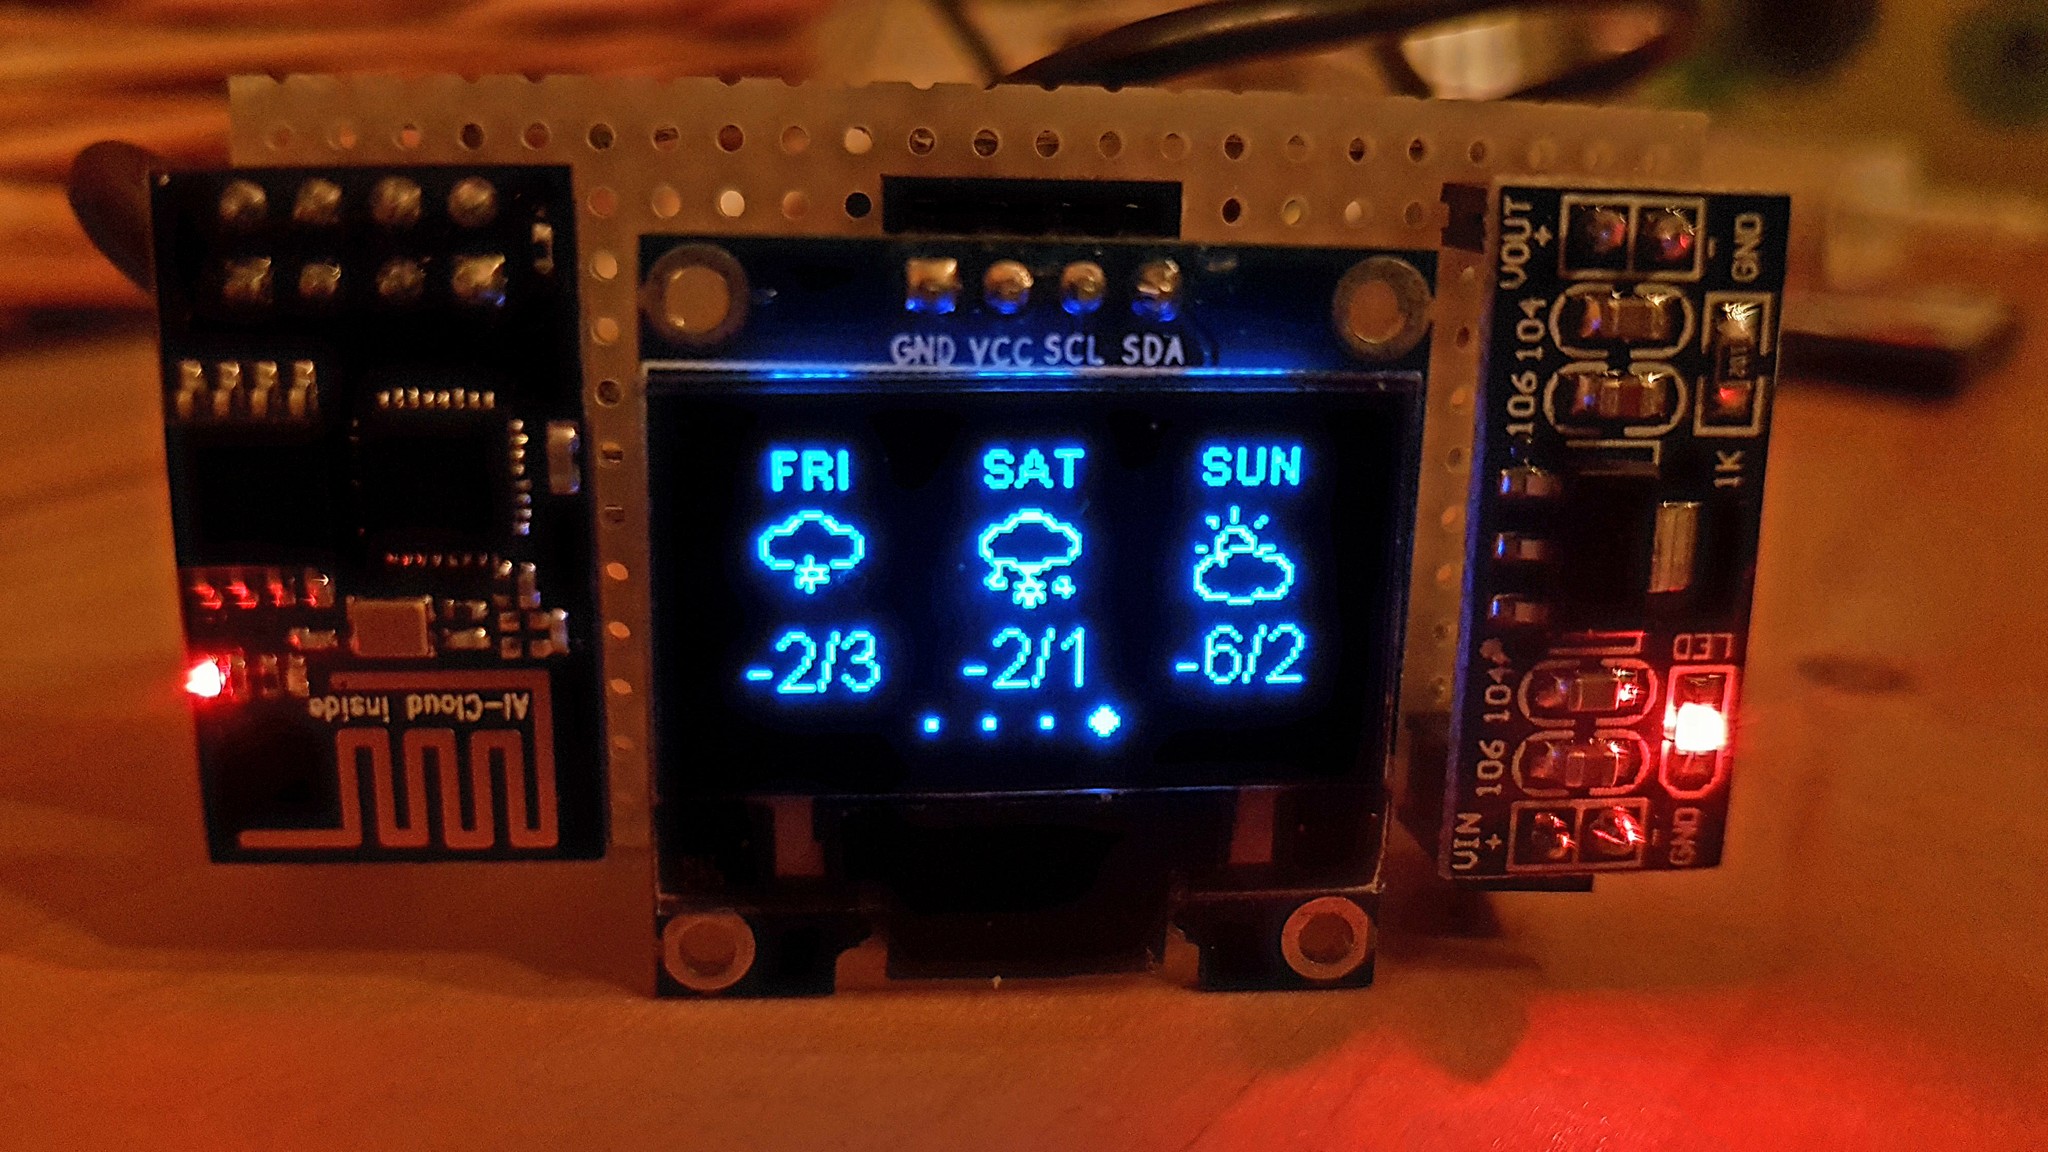 GND VCC SCL SDA
FRI SAT SUN
-2/3 -2/1 -6/2
AI-Cloud inside
VOUT
+
-
GND
104
106
1K
LED
104
106
VIN
+
-
GND